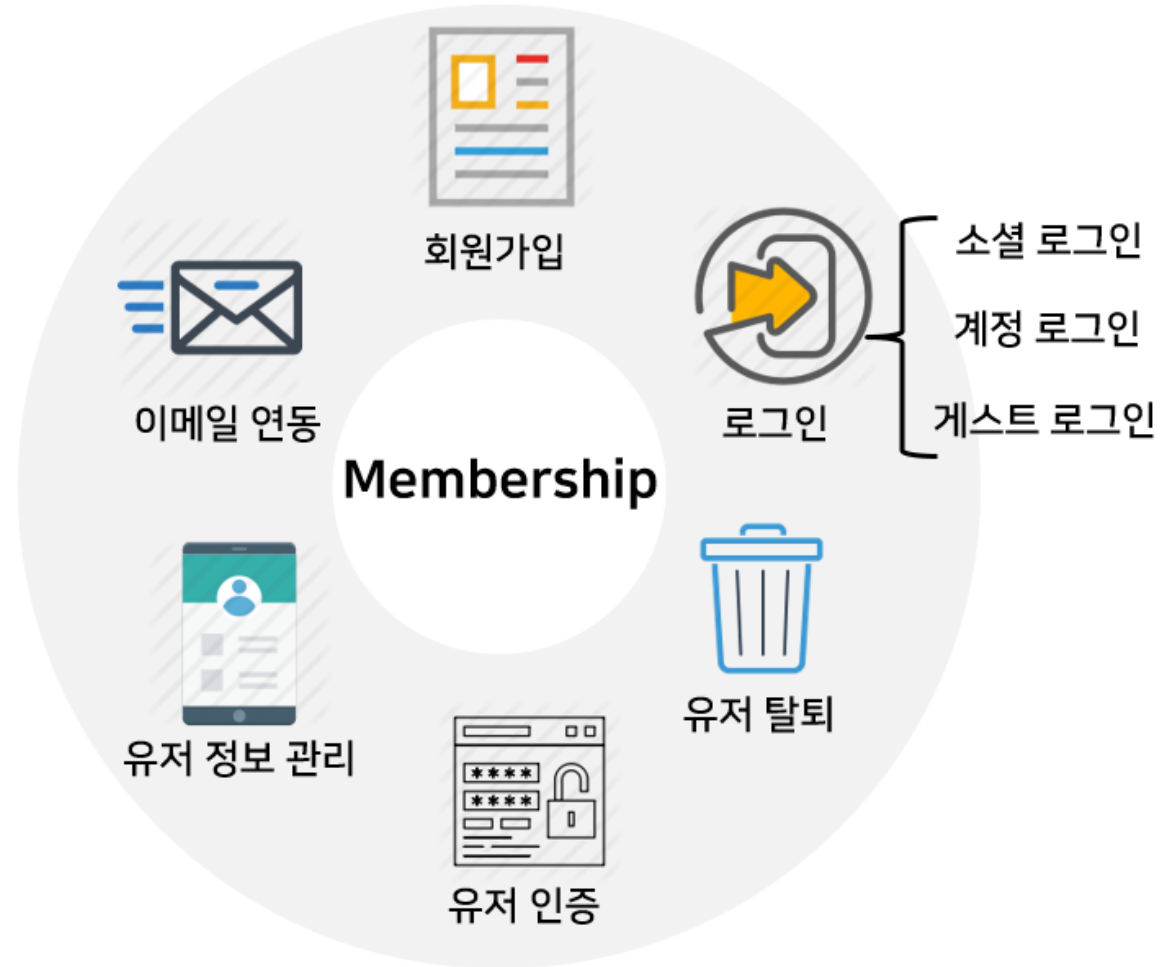 회원가입
소셜 로그인
계정 로그인
게스트 로그인
이메일 연동
로그인
Membership
유저 탈퇴
유저 정보 관리
****
****
유저 인증